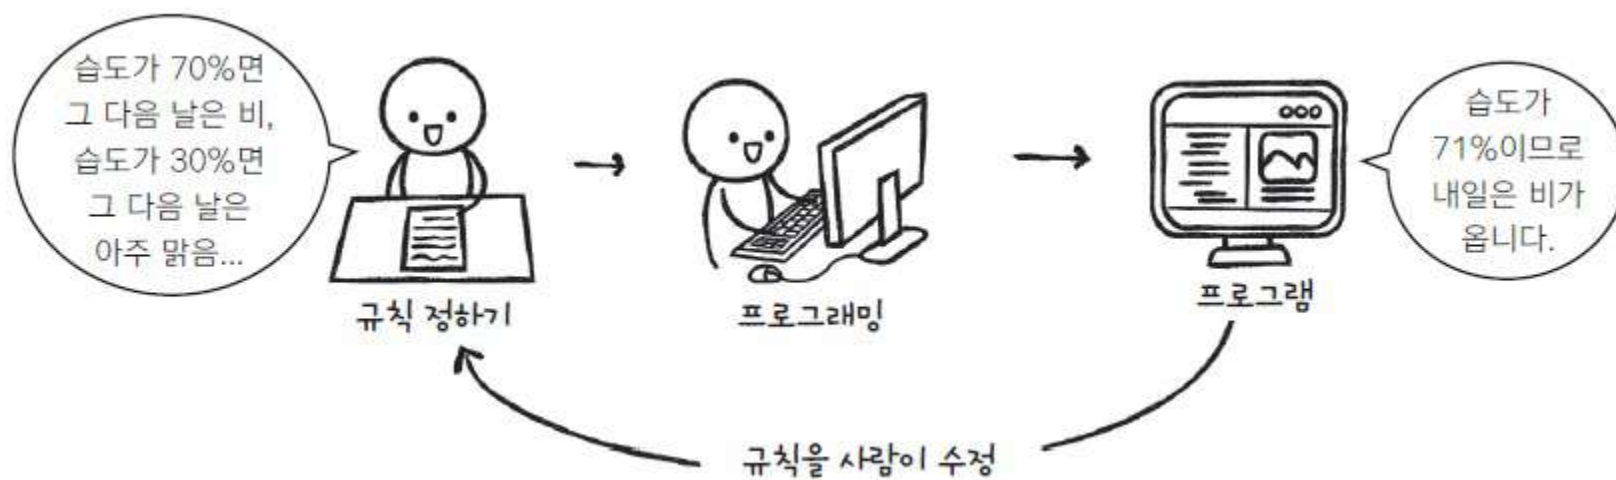 습도가 70%면
그 다음 날은 비,
습도가 30%면
그 다음 날은
아주 맑음...
습도가
71%이므로
내일은 비가
옵니다.
규칙 정하기
프로그래밍
프로그램
규칙을 사람이 수정